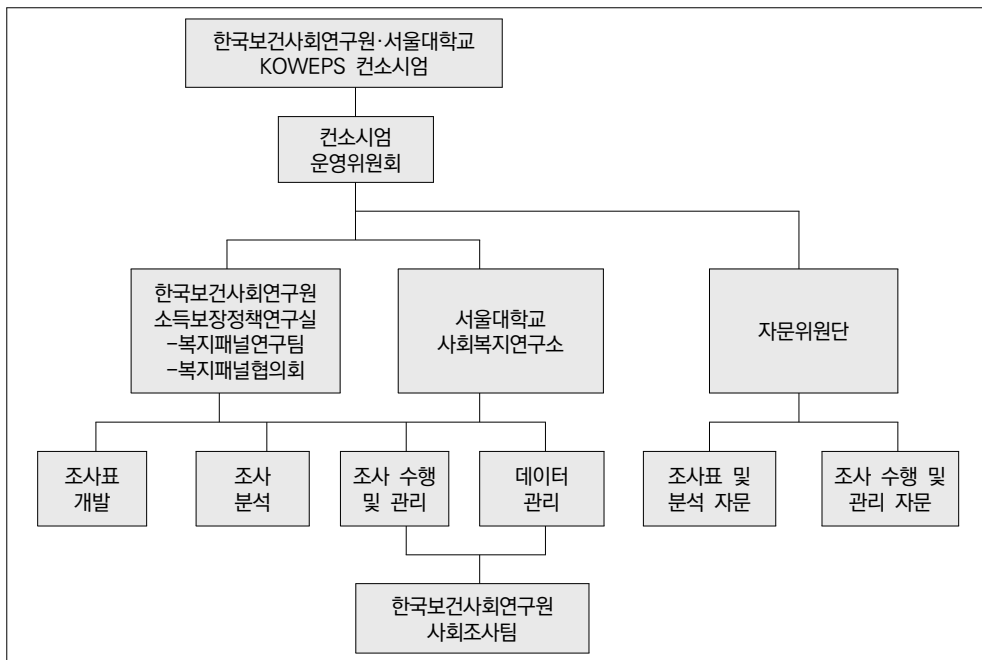 한국보건사회연구원·서울대학교
KOWEPS 컨소시엄
컨소시엄
운영위원회
한국보건사회연구원
소득보장정책연구실
-복지패널연구팀
-복지패널협의회
서울대학교
사회복지연구소
자문위원단
조사표
개발
조사
분석
조사 수행
및 관리
데이터
관리
조사표 및
분석 자문
조사 수행 및
관리 자문
한국보건사회연구원
사회조사팀